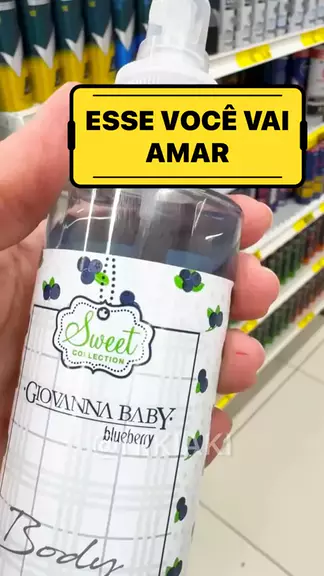 ESSE VOCÊ VAI
AMAR
Sweet
COLLECTION
GIOVANNA BABY
blueberry
Body